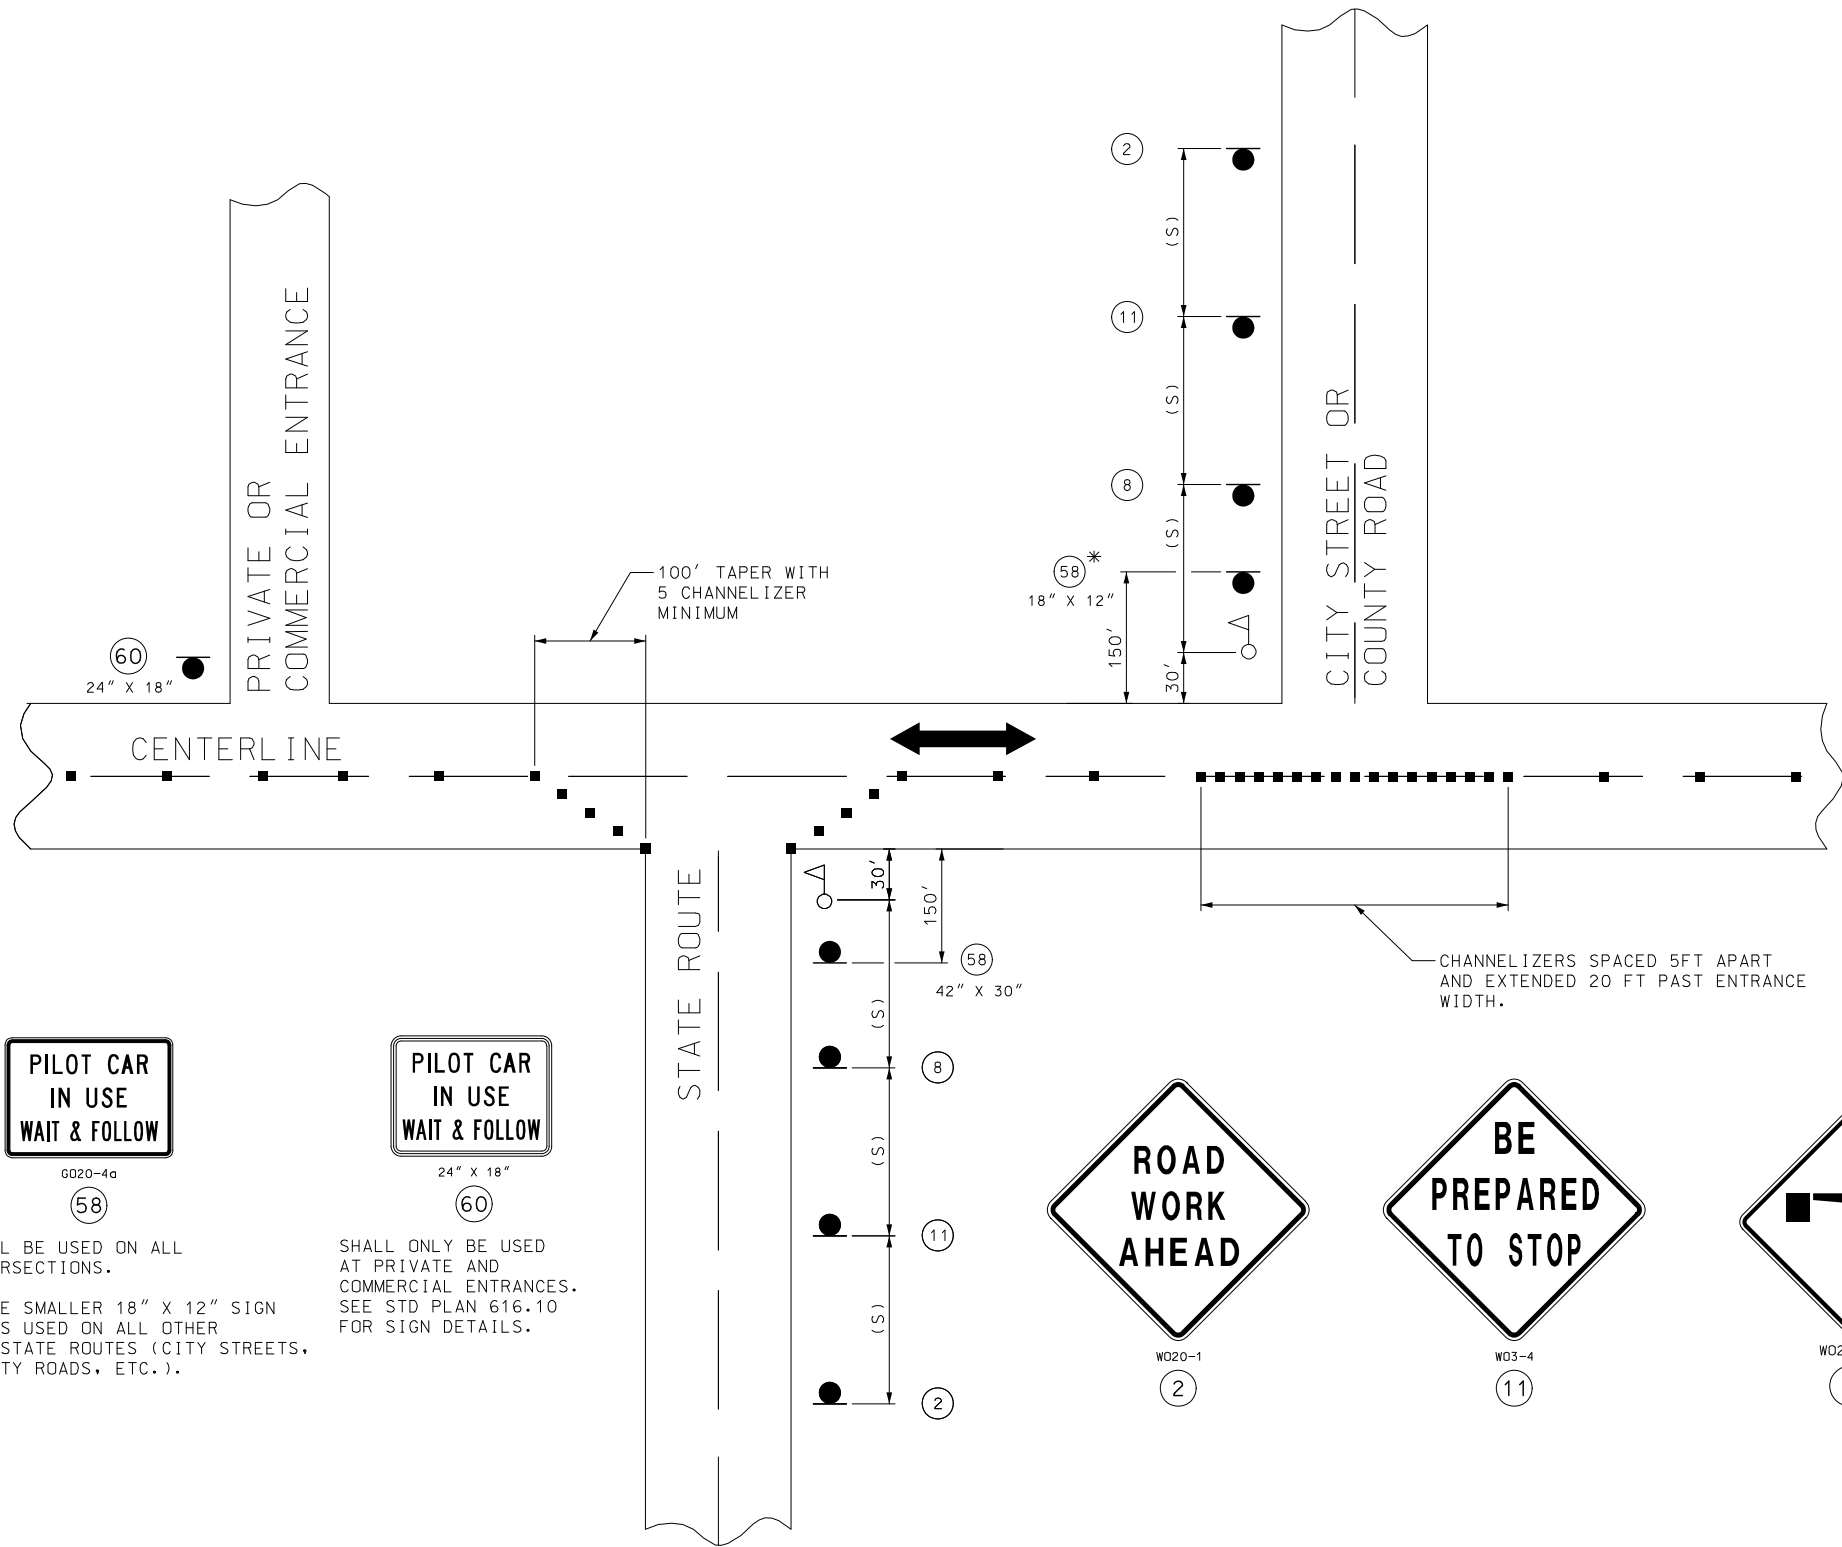 2
(S)
11
(S)
8
(S)
58*
18" X 12"
150'
30'
CITY STREET OR
COUNTY ROAD
PRIVATE OR
COMMERCIAL ENTRANCE
100' TAPER WITH
5 CHANNELIZER
MINIMUM
60
24" X 18"
CENTERLINE
STATE ROUTE
30'
150'
58
42" X 30"
(S)
8
(S)
11
(S)
2
CHANNELIZERS SPACED 5FT APART
AND EXTENDED 20 FT PAST ENTRANCE
WIDTH.
PILOT CAR
IN USE
WAIT & FOLLOW
GO20-4a
58
L BE USED ON ALL
RSECTIONS.
E SMALLER 18" X 12" SIGN
S USED ON ALL OTHER
STATE ROUTES (CITY STREETS,
TY ROADS, ETC.).
PILOT CAR
IN USE
WAIT & FOLLOW
24" X 18"
60
SHALL ONLY BE USED
AT PRIVATE AND
COMMERCIAL ENTRANCES.
SEE STD PLAN 616.10
FOR SIGN DETAILS.
ROAD
WORK
AHEAD
WO20-1
2
BE
PREPARED
TO STOP
WO3-4
11
WO2